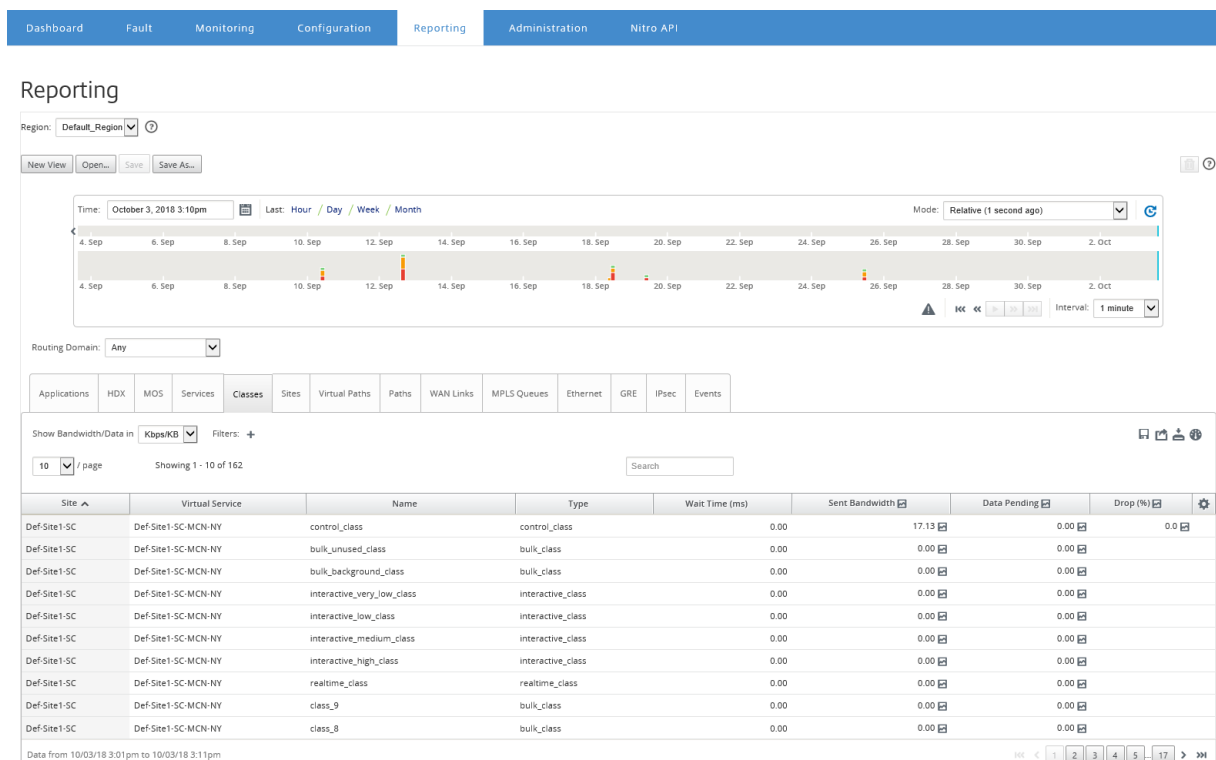 Dashboard Fault Monitoring Configuration Reporting Administration Nitro API
Reporting
Region: Default_Region ?
New View Open... Save Save As... ?
Time: October 3, 2018 3:10pm Last: Hour / Day / Week / Month Mode: Relative (1 second ago)
4. Sep 6. Sep 8. Sep 10. Sep 12. Sep 14. Sep 16. Sep 18. Sep 20. Sep 22. Sep 24. Sep 26. Sep 28. Sep 30. Sep 2. Oct
4. Sep 6. Sep 8. Sep 10. Sep 12. Sep 14. Sep 16. Sep 18. Sep 20. Sep 22. Sep 24. Sep 26. Sep 28. Sep 30. Sep 2. Oct
Interval: 1 minute
Routing Domain: Any
Applications HDX MOS Services Classes Sites Virtual Paths Paths WAN Links MPLS Queues Ethernet GRE IPsec Events
Show Bandwidth/Data in Kbps/KB Filters: +
10 / page Showing 1 - 10 of 162 Search
Site Virtual Service Name Type Wait Time (ms) Sent Bandwidth Data Pending Drop (%)
Def-Site1-SC Def-Site1-SC-MCN-NY control_class control_class 0.00 17.13 0.00 0.0
Def-Site1-SC Def-Site1-SC-MCN-NY bulk_unused_class bulk_class 0.00 0.00 0.00
Def-Site1-SC Def-Site1-SC-MCN-NY bulk_background_class bulk_class 0.00 0.00 0.00
Def-Site1-SC Def-Site1-SC-MCN-NY interactive_very_low_class interactive_class 0.00 0.00 0.00
Def-Site1-SC Def-Site1-SC-MCN-NY interactive_low_class interactive_class 0.00 0.00 0.00
Def-Site1-SC Def-Site1-SC-MCN-NY interactive_medium_class interactive_class 0.00 0.00 0.00
Def-Site1-SC Def-Site1-SC-MCN-NY interactive_high_class interactive_class 0.00 0.00 0.00
Def-Site1-SC Def-Site1-SC-MCN-NY realtime_class realtime_class 0.00 0.00 0.00
Def-Site1-SC Def-Site1-SC-MCN-NY class_9 bulk_class 0.00 0.00 0.00
Def-Site1-SC Def-Site1-SC-MCN-NY class_8 bulk_class 0.00 0.00 0.00
Data from 10/03/18 3:01pm to 10/03/18 3:11pm 1 2 3 4 5 ... 17